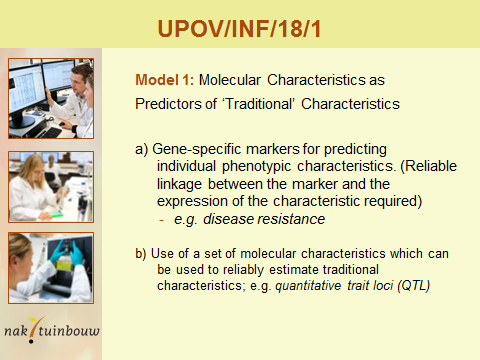 UPOV/INF/18/1
Model 1: Molecular Characteristics as
Predictors of ‘Traditional’ Characteristics
a) Gene-specific markers for predicting
individual phenotypic characteristics. (Reliable
linkage between the marker and the
expression of the characteristic required)
- e.g. disease resistance
b) Use of a set of molecular characteristics which can
be used to reliably estimate traditional
characteristics; e.g. quantitative trait loci (QTL)
nak tuinbouw